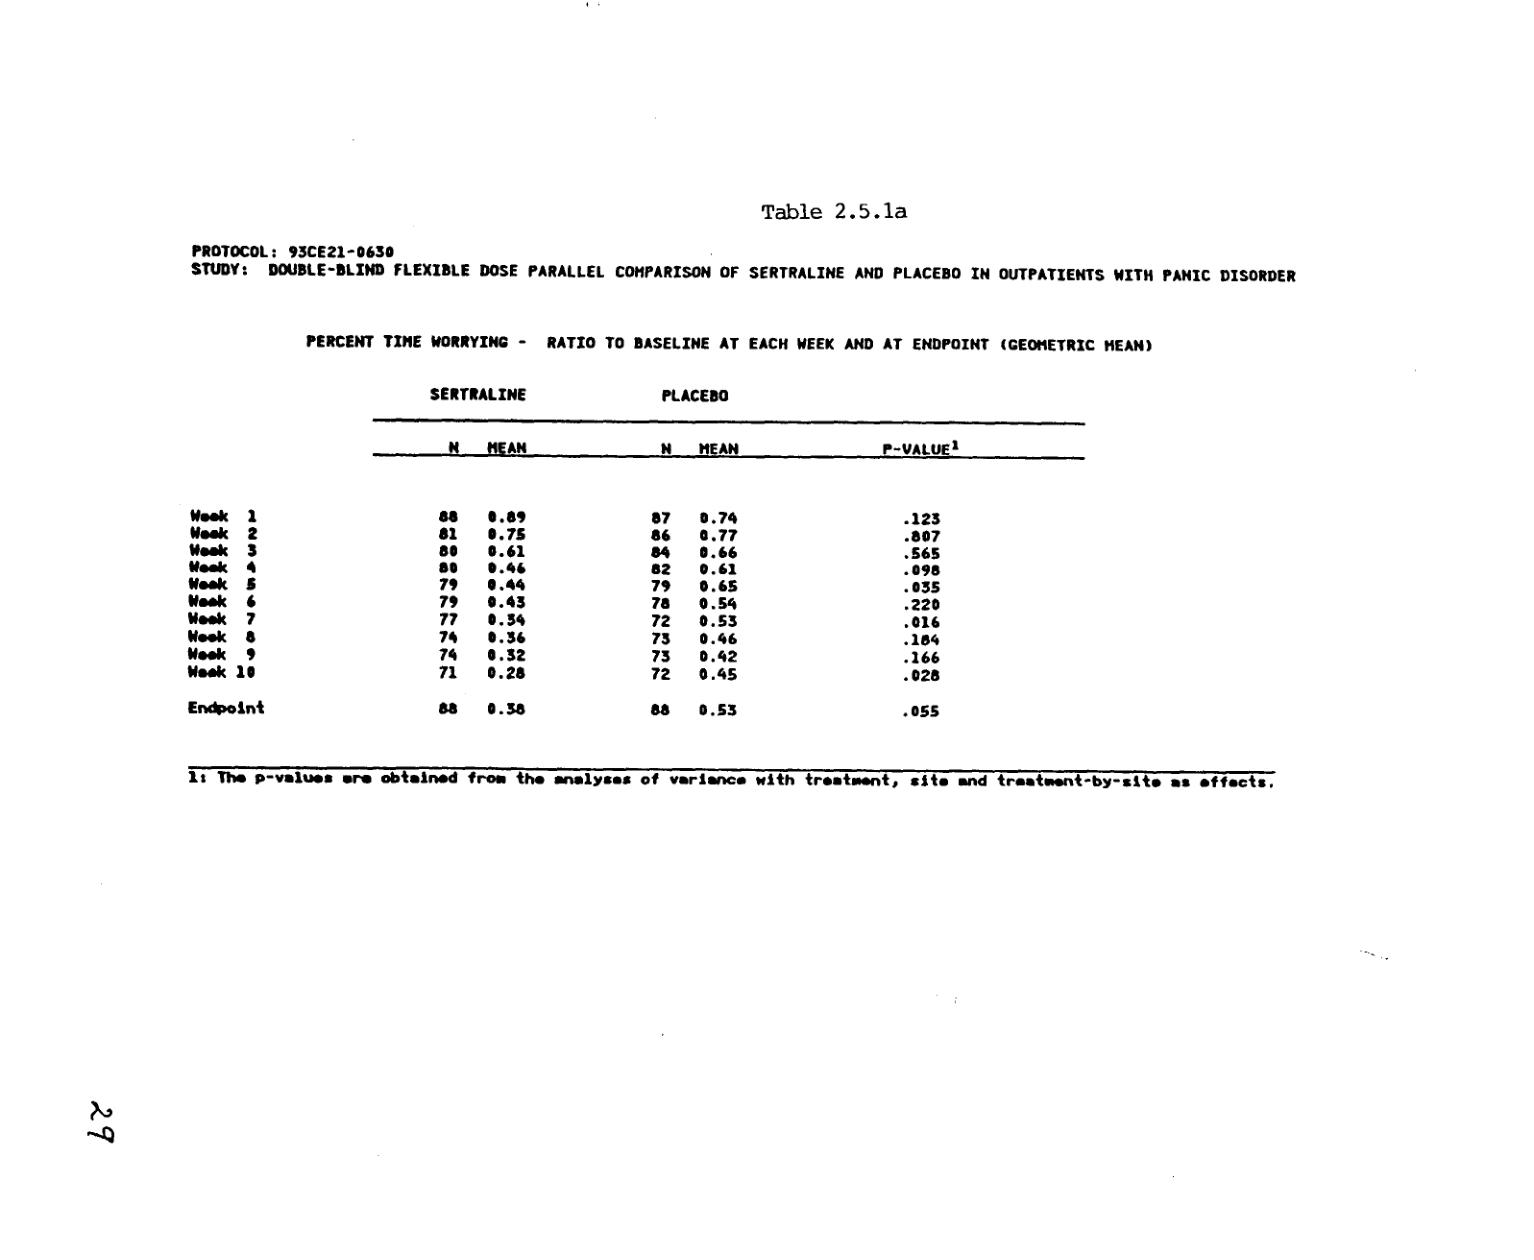 Table 2.5.1a
PROTOCOL: 93CE21-0630
STUDY: DOUBLE-BLIND FLEXIBLE DOSE PARALLEL COMPARISON OF SERTRALINE AND PLACEBO IN OUTPATIENTS WITH PANIC DISORDER
PERCENT TIME WORRYING - RATIO TO BASELINE AT EACH WEEK AND AT ENDPOINT (GEOMETRIC MEAN)
SERTRALINE PLACEBO
N MEAN N MEAN P-VALUE¹
Week 1 88 0.89 87 0.74 .123
Week 2 81 0.75 86 0.77 .807
Week 3 80 0.61 84 0.66 .565
Week 4 80 0.46 82 0.61 .098
Week 5 79 0.44 79 0.65 .035
Week 6 79 0.43 78 0.54 .220
Week 7 77 0.34 72 0.53 .016
Week 8 74 0.36 73 0.46 .184
Week 9 74 0.32 73 0.42 .166
Week 10 71 0.28 72 0.45 .028
Endpoint 88 0.38 88 0.53 .055
1: The p-values are obtained from the analyses of variance with treatment, site and treatment-by-site as effects.
29